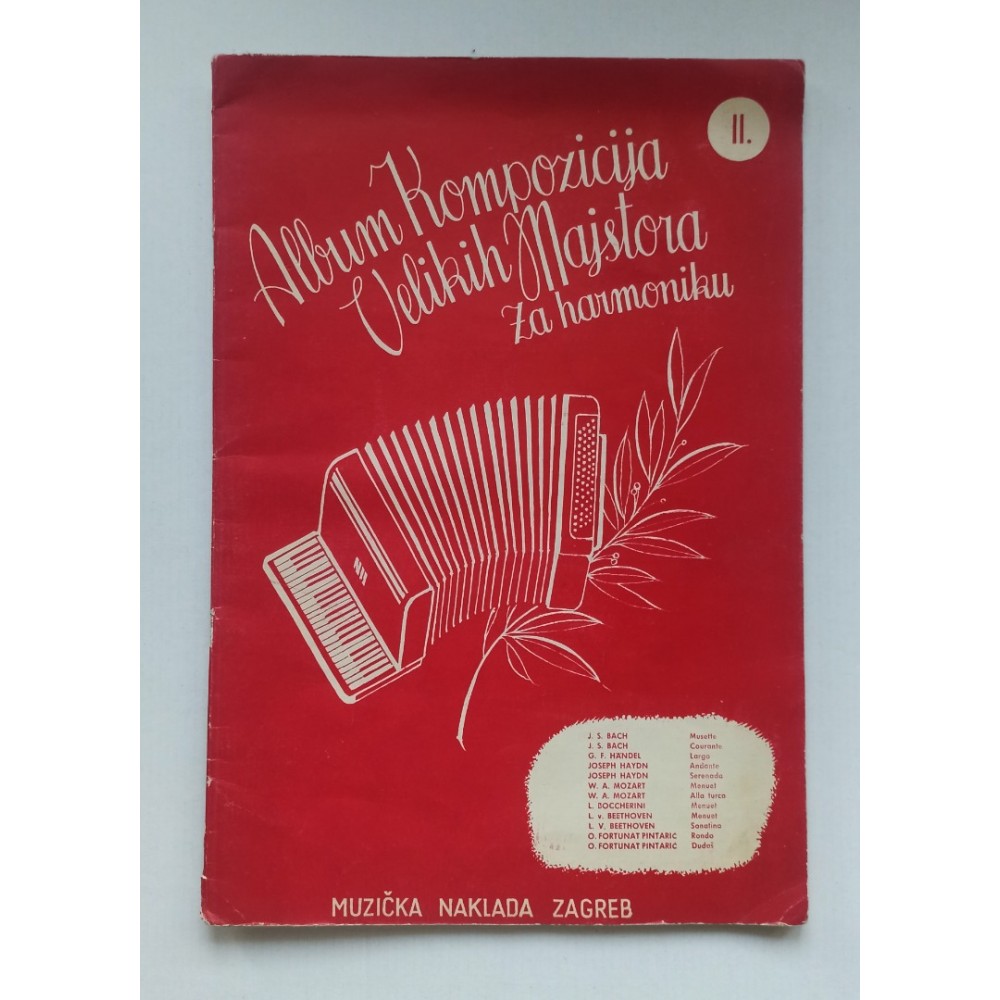 II.
Album Kompozicija
Velikih Majstora
za harmoniku
J. S. BACH Musette
J. S. BACH Courante
G. F. HÄNDEL Largo
JOSEPH HAYDN Andante
JOSEPH HAYDN Serenada
W. A. MOZART Menuet
W. A. MOZART Alla turca
L. BOCCHERINI Menuet
L. v. BEETHOVEN Menuet
L. V. BEETHOVEN Sonatina
O. FORTUNAT PINTARIĆ Rondo
O. FORTUNAT PINTARIĆ Dudaš
MUZIČKA NAKLADA ZAGREB